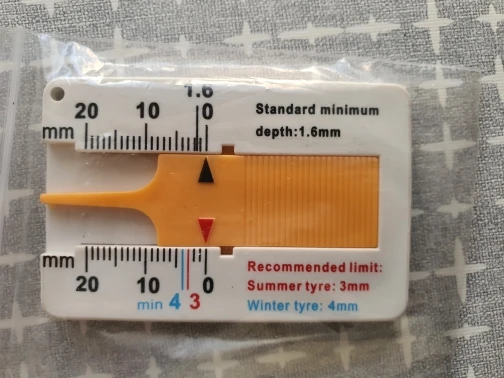 1.6
20 10 0
mm
Standard minimum
depth:1.6mm
mm
20 10 0
min 4 3
Recommended limit:
Summer tyre: 3mm
Winter tyre: 4mm